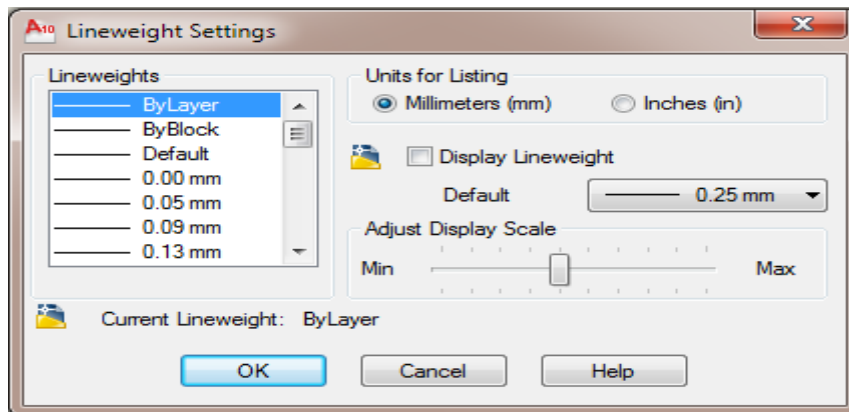 A10 Lineweight Settings
Lineweights
ByLayer
ByBlock
Default
0.00 mm
0.05 mm
0.09 mm
0.13 mm
Units for Listing
Millimeters (mm) Inches (in)
Display Lineweight
Default 0.25 mm
Adjust Display Scale
Min Max
Current Lineweight: ByLayer
OK Cancel Help